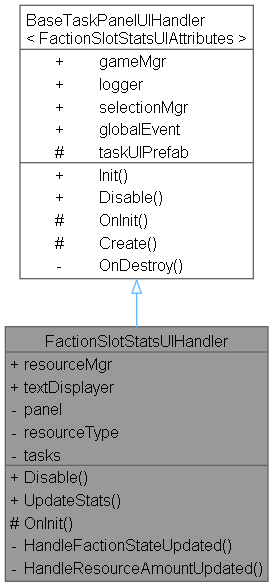 BaseTaskPanelUIHandler
< FactionSlotStatsUIAttributes >
+ gameMgr
+ logger
+ selectionMgr
+ globalEvent
# taskUIPrefab
+ Init()
+ Disable()
# OnInit()
# Create()
- OnDestroy()
FactionSlotStatsUIHandler
+ resourceMgr
+ textDisplayer
- panel
- resourceType
- tasks
+ Disable()
+ UpdateStats()
# OnInit()
- HandleFactionStateUpdated()
- HandleResourceAmountUpdated()